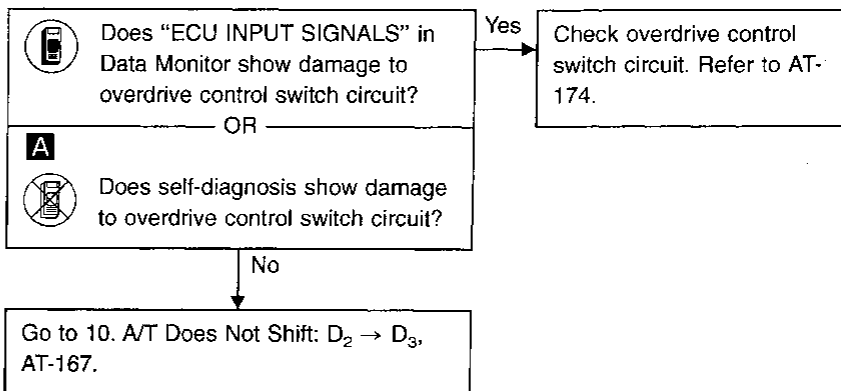 Does “ECU INPUT SIGNALS” in
Data Monitor show damage to
overdrive control switch circuit?
Yes
Check overdrive control
switch circuit. Refer to AT-
174.
OR
A
Does self-diagnosis show damage
to overdrive control switch circuit?
No
Go to 10. A/T Does Not Shift: D₂ → D₃,
AT-167.